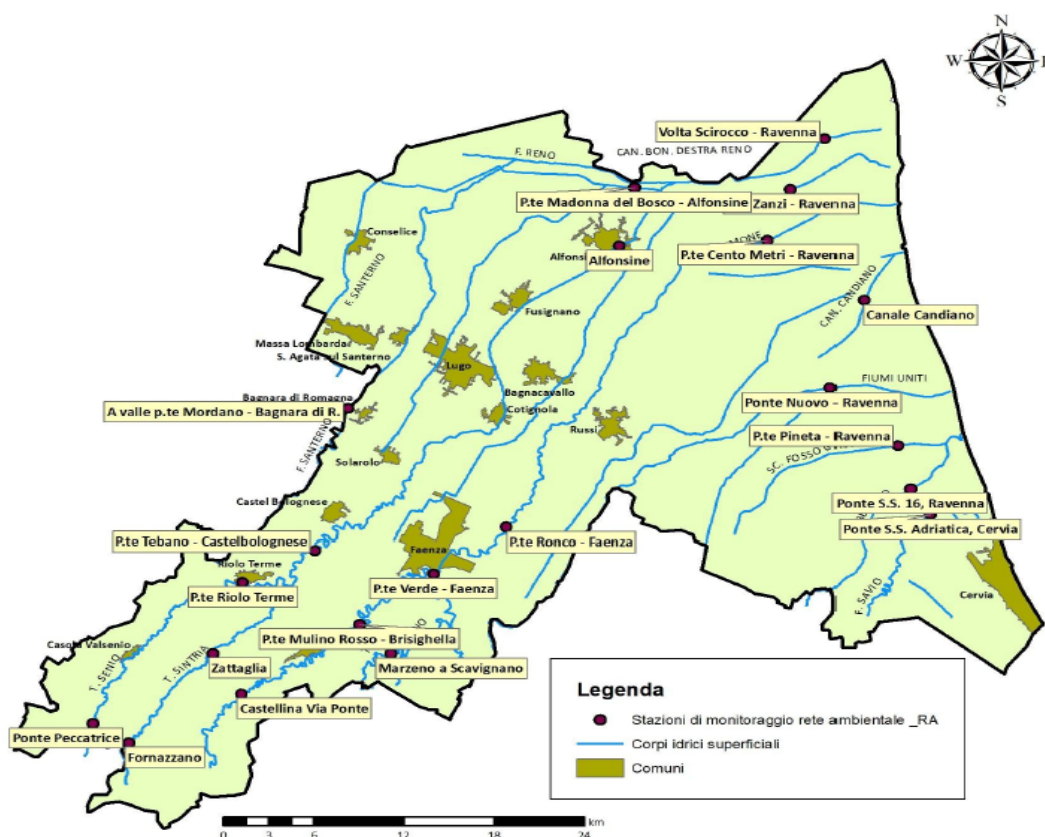 N
W
S
Volta Scirocco - Ravenna
CAN. BON. DESTRA RENO
F. RENO
P.te Madonna del Bosco - Alfonsine
Zanzi - Ravenna
Conselice
Alfonsine
P.te Cento Metri - Ravenna
F. SANTERNO
CAN. CANDIANO
Canale Candiano
Fusignano
Massa Lombarda
S. Agata sul Santerno
Lugo
Bagnacavallo
FIUMI UNITI
Bagnara di Romagna
A valle p.te Mordano - Bagnara di R.
Cotignola
Ponte Nuovo - Ravenna
Russi
P.te Pineta - Ravenna
F. SANTERNO
Solarolo
SC. FOSSO
Ponte S.S. 16, Ravenna
Castel Bolognese
Ponte S.S. Adriatica, Cervia
P.te Tebano - Castelbolognese
P.te Ronco - Faenza
Faenza
Riolo Terme
P.te Riolo Terme
P.te Verde - Faenza
F. SAVIO
Cervia
P.te Mulino Rosso - Brisighella
Casola Valsenio
T. SENIO
T. SINTRIA
Zattaglia
Marzeno a Scavignano
Castellina Via Ponte
Ponte Peccatrice
Fornazzano
Legenda
Stazioni di monitoraggio rete ambientale _RA
Corpi idrici superficiali
Comuni
km
0 3 6 12 18 24